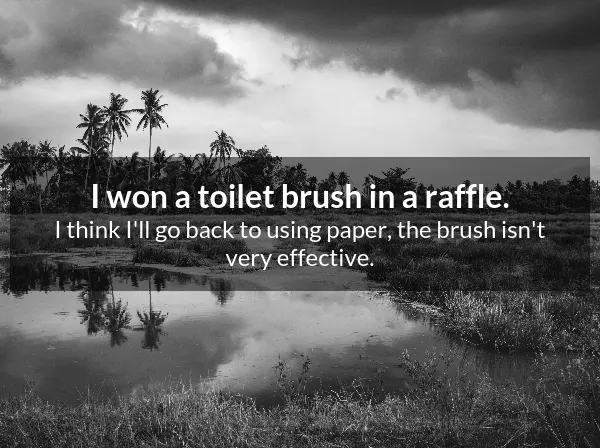 I won a toilet brush in a raffle.
I think I'll go back to using paper, the brush isn't
very effective.